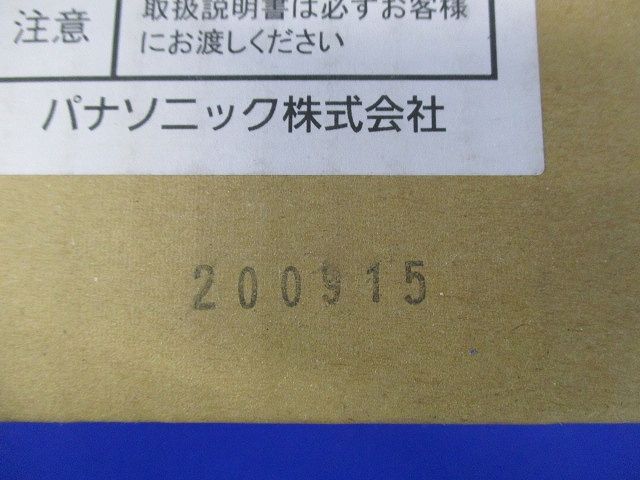 取扱説明書は必ずお客様
注意
にお渡しください
パナソニック株式会社
200915